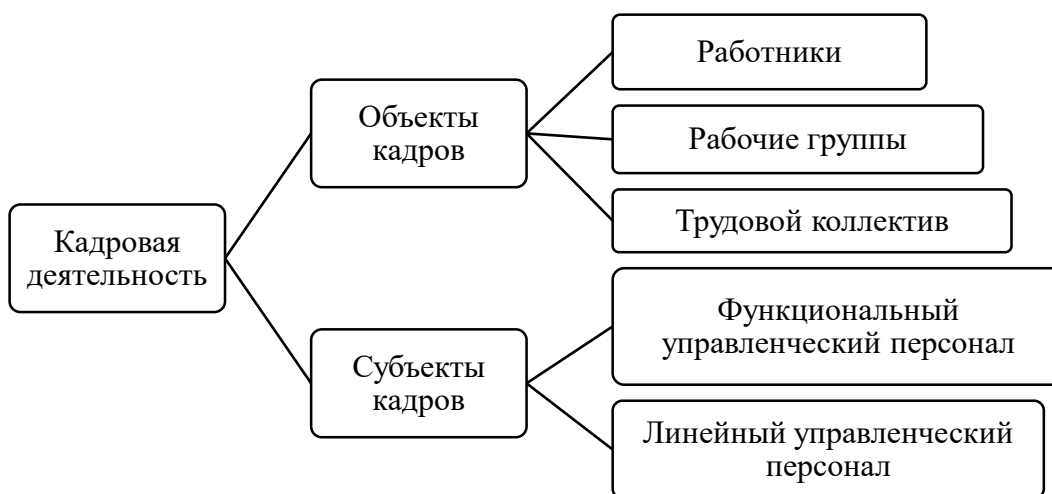 Кадровая
деятельность
Объекты
кадров
Работники
Рабочие группы
Трудовой коллектив
Субъекты
кадров
Функциональный
управленческий персонал
Линейный управленческий
персонал